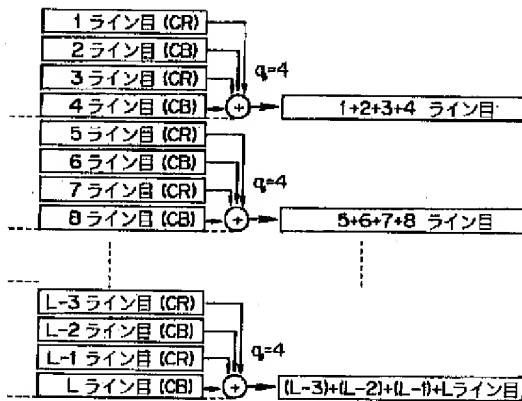 1 ライン目 (CR)
2 ライン目 (CB)
3 ライン目 (CR)
4 ライン目 (CB)
q=4
1+2+3+4 ライン目
5 ライン目 (CR)
6 ライン目 (CB)
7 ライン目 (CR)
8 ライン目 (CB)
q=4
5+6+7+8 ライン目
L-3 ライン目 (CR)
L-2 ライン目 (CB)
L-1 ライン目 (CR)
L ライン目 (CB)
q=4
(L-3)+(L-2)+(L-1)+Lライン目